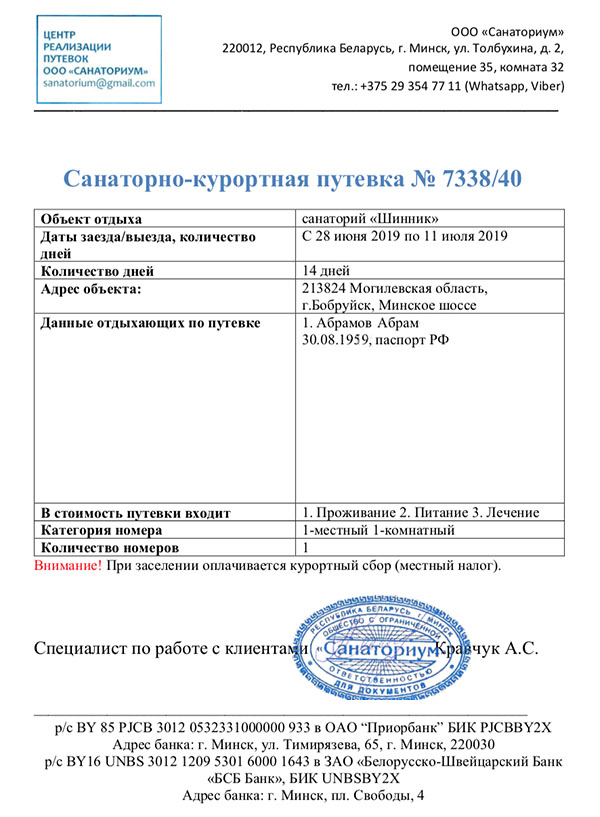 ЦЕНТР
РЕАЛИЗАЦИИ
ПУТЕВОК
ООО «САНАТОРИУМ»
sanatorium@gmail.com
ООО «Санаториум»
220012, Республика Беларусь, г. Минск, ул. Толбухина, д. 2,
помещение 35, комната 32
тел.: +375 29 354 77 11 (Whatsapp, Viber)
Санаторно-курортная путевка № 7338/40
Объект отдыха санаторий «Шинник»
Даты заезда/выезда, количество С 28 июня 2019 по 11 июля 2019
дней
Количество дней 14 дней
Адрес объекта: 213824 Могилевская область,
г.Бобруйск, Минское шоссе
Данные отдыхающих по путевке 1. Абрамов Абрам
30.08.1959, паспорт РФ
В стоимость путевки входит 1. Проживание 2. Питание 3. Лечение
Категория номера 1-местный 1-комнатный
Количество номеров 1
Внимание! При заселении оплачивается курортный сбор (местный налог).
РЕСПУБЛИКА БЕЛАРУСЬ г. МИНСК
ОБЩЕСТВО С ОГРАНИЧЕННОЙ
Специалист по работе с клиентами «Санаториум» Кравчук А.С.
ОТВЕТСТВЕННОСТЬЮ
ДЛЯ ДОКУМЕНТОВ
р/с BY 85 PJCB 3012 0532331000000 933 в ОАО “Приорбанк” БИК PJCBBY2X
Адрес банка: г. Минск, ул. Тимирязева, 65, г. Минск, 220030
р/с BY16 UNBS 3012 1209 5301 6000 1643 в ЗАО «Белорусско-Швейцарский Банк
«БСБ Банк», БИК UNBSBY2X
Адрес банка: г. Минск, пл. Свободы, 4